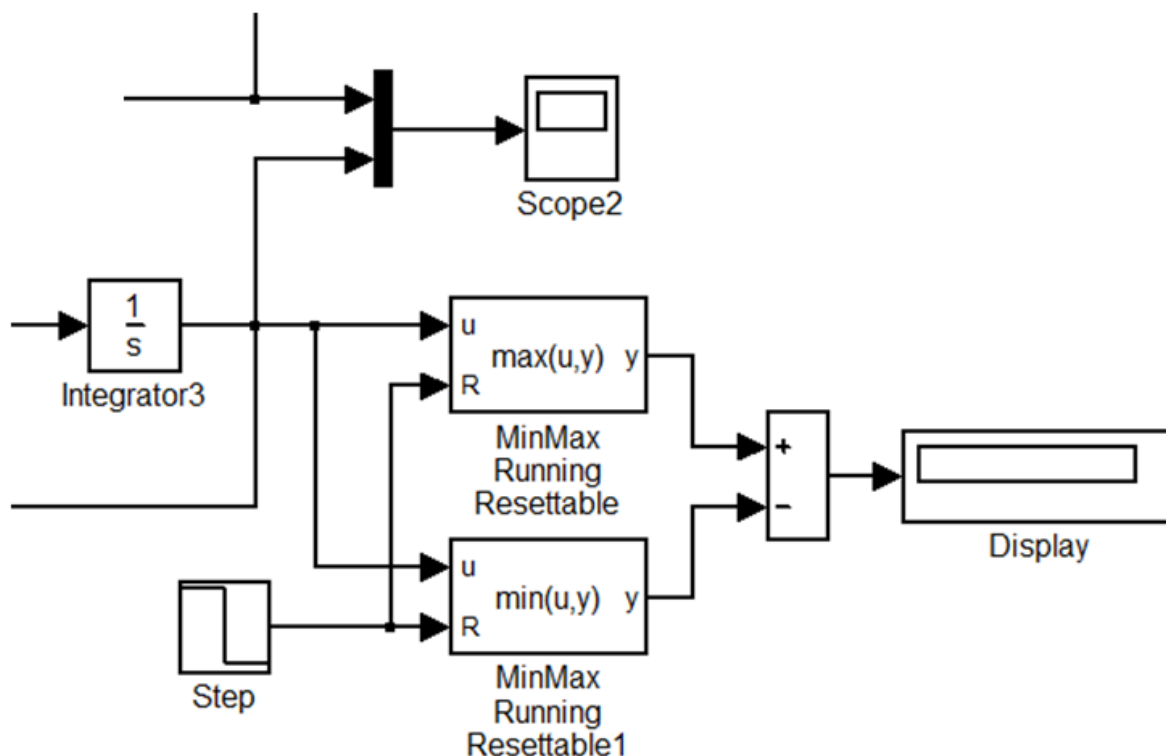 Scope2
1
s
Integrator3
u
max(u,y)
y
R
MinMax
Running
Resettable
+
-
Display
u
min(u,y)
y
R
MinMax
Running
Resettable1
Step